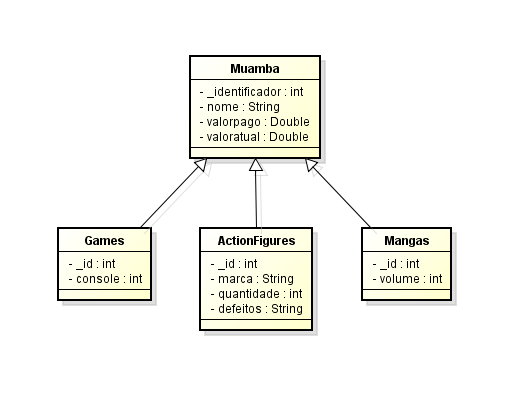 Muamba
- _identificador : int
- nome : String
- valorpago : Double
- valoratual : Double
Games
- _id : int
- console : int
ActionFigures
- _id : int
- marca : String
- quantidade : int
- defeitos : String
Mangas
- _id : int
- volume : int